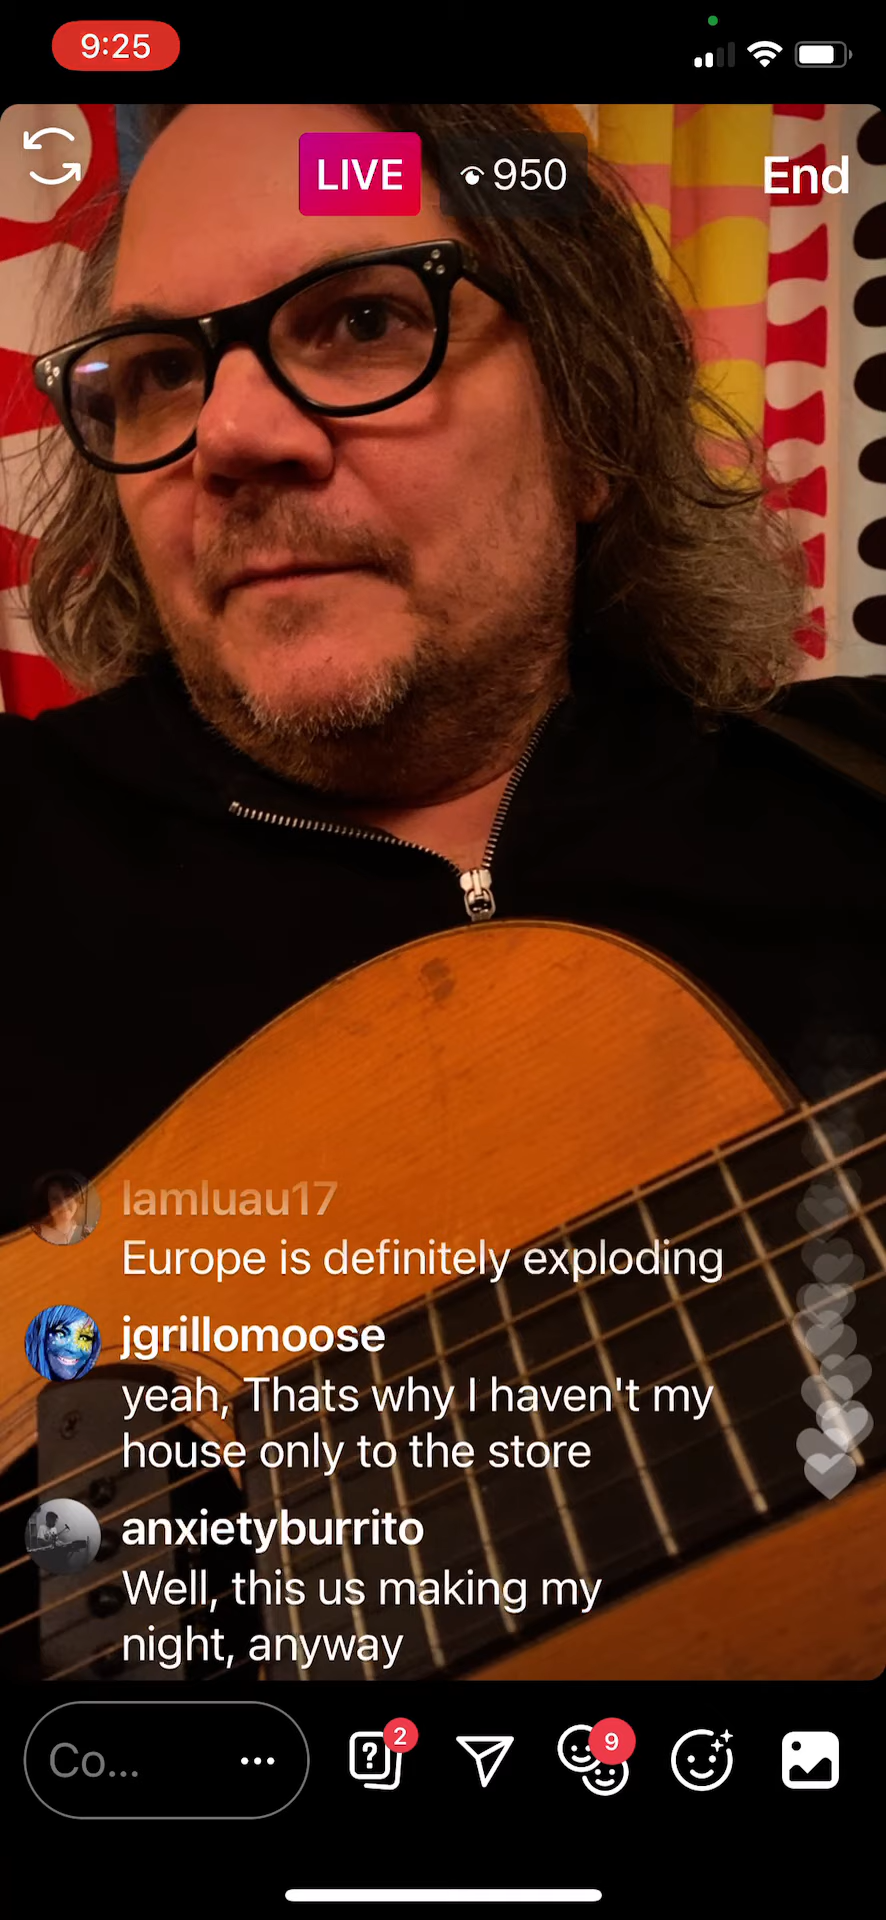 9:25
LIVE 950 End
lamluau17
Europe is definitely exploding
jgrillomoose
yeah, Thats why I haven't my
house only to the store
anxietyburrito
Well, this us making my
night, anyway
Co... ...
2
9